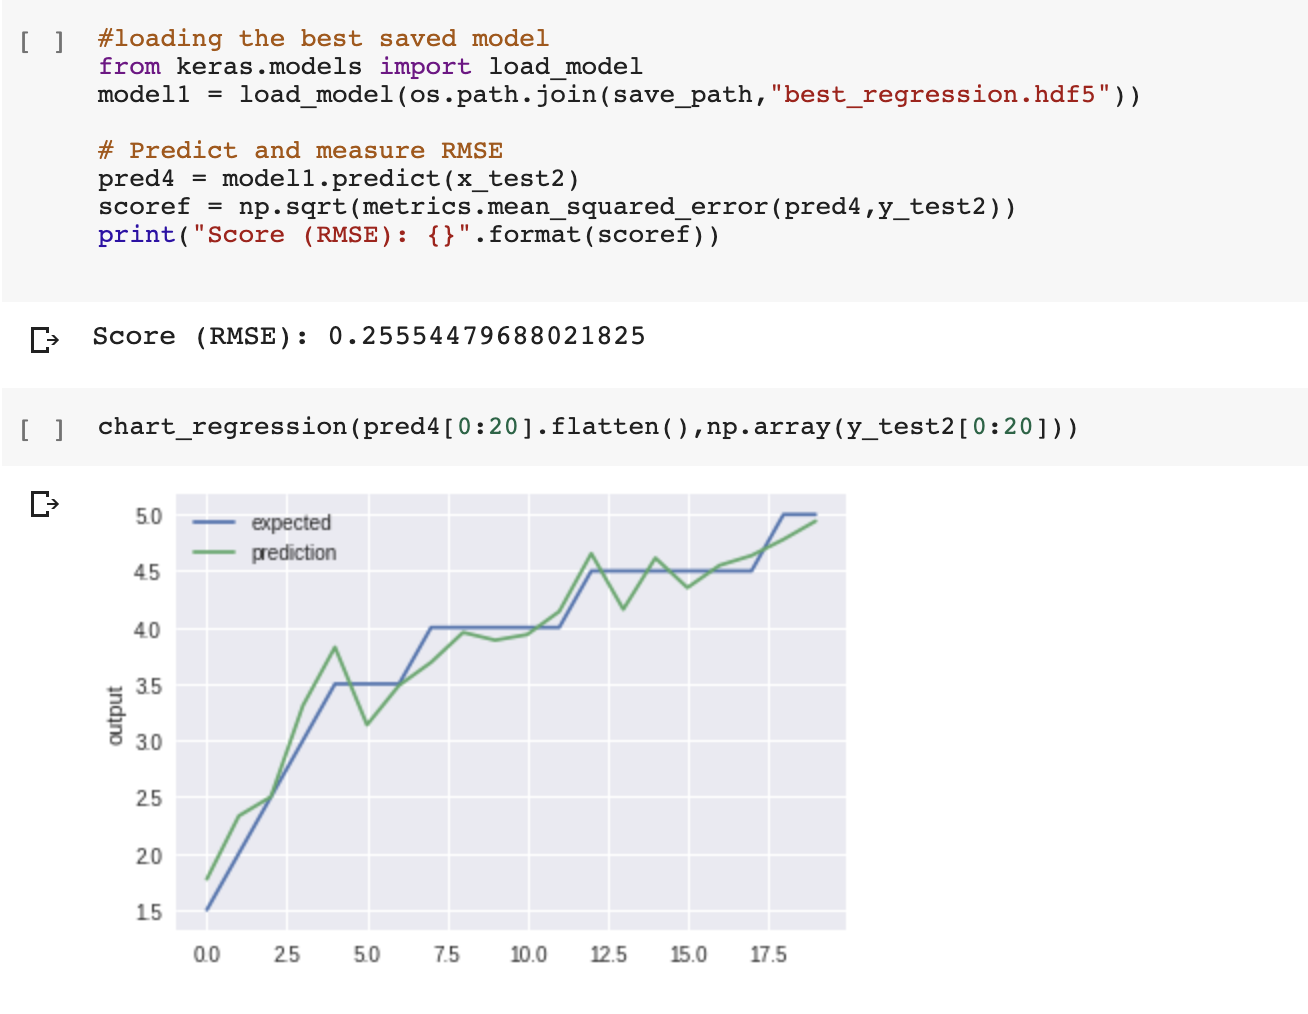 [ ] #loading the best saved model
from keras.models import load_model
model1 = load_model(os.path.join(save_path,"best_regression.hdf5"))
# Predict and measure RMSE
pred4 = model1.predict(x_test2)
scoref = np.sqrt(metrics.mean_squared_error(pred4,y_test2))
print("Score (RMSE): {}".format(scoref))
Score (RMSE): 0.25554479688021825
[ ] chart_regression(pred4[0:20].flatten(),np.array(y_test2[0:20]))
expected
prediction
5.0
4.5
4.0
3.5
3.0
2.5
2.0
1.5
output
0.0 2.5 5.0 7.5 10.0 12.5 15.0 17.5